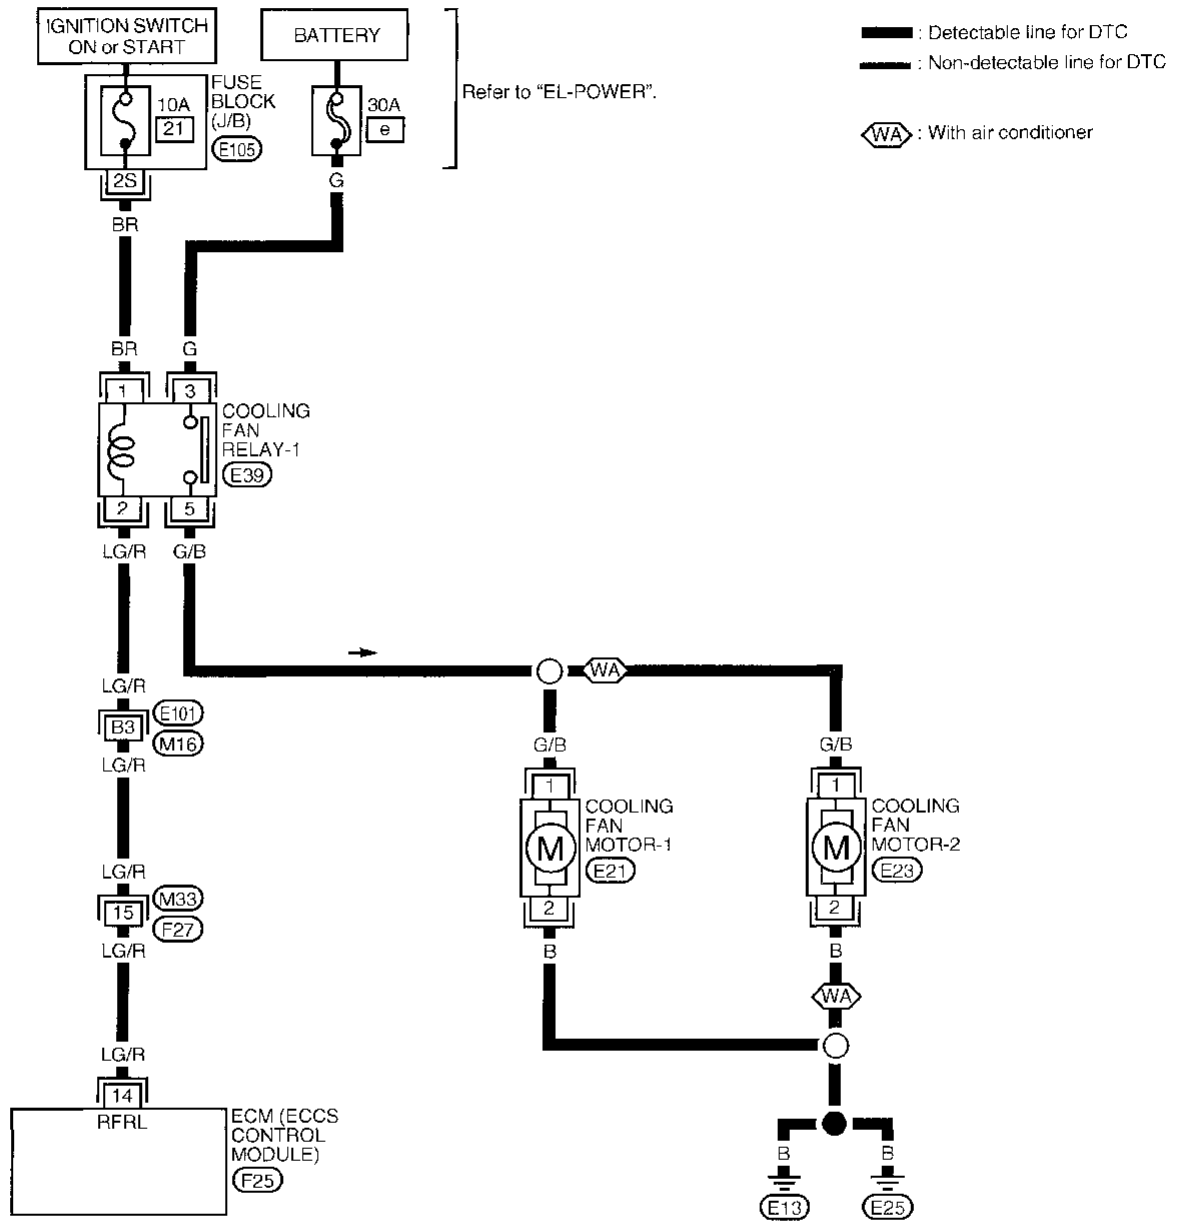 IGNITION SWITCH
ON or START
BATTERY
FUSE
BLOCK
(J/B)
E105
10A
21
30A
e
Refer to "EL-POWER".
: Detectable line for DTC
: Non-detectable line for DTC
WA : With air conditioner
2S
G
BR
BR
G
1
3
COOLING
FAN
RELAY-1
E39
2
5
LG/R
G/B
WA
LG/R
B3
E101
M16
LG/R
G/B
G/B
1
1
COOLING
FAN
MOTOR-1
E21
M
COOLING
FAN
MOTOR-2
E23
M
2
2
LG/R
15
M33
F27
LG/R
B
B
WA
LG/R
14
RFRL
ECM (ECCS
CONTROL
MODULE)
F25
B
B
E13
E25